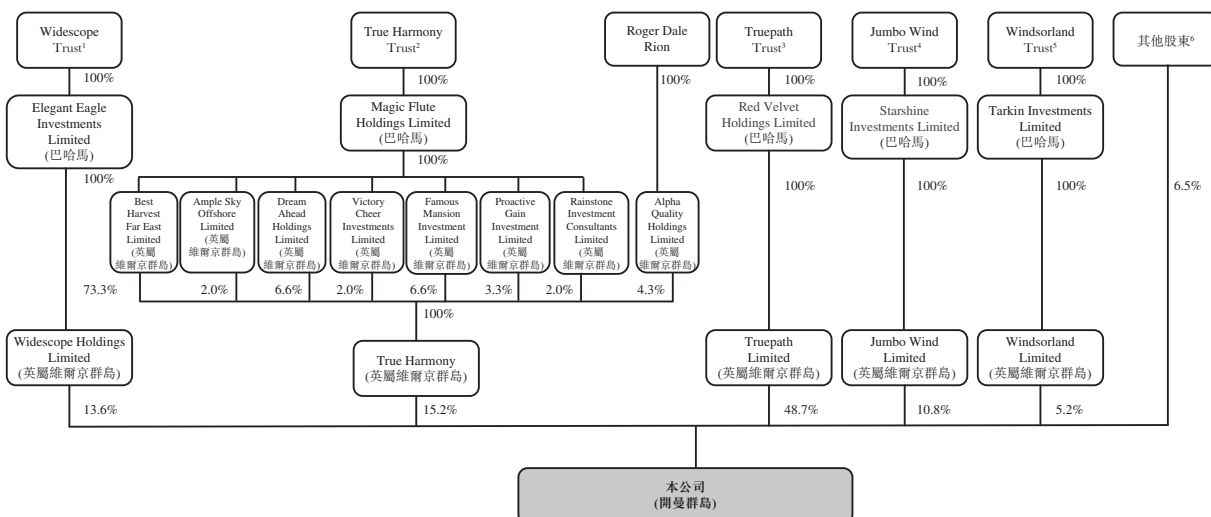 Widescope
Trust1
True Harmony
Trust2
Roger Dale
Rion
Truepath
Trust3
Jumbo Wind
Trust4
Windsorland
Trust5
其他股東6
100%
100%
100%
100%
100%
100%
Elegant Eagle
Investments
Limited
(巴哈馬)
Magic Flute
Holdings Limited
(巴哈馬)
Red Velvet
Holdings Limited
(巴哈馬)
Starshine
Investments Limited
(巴哈馬)
Tarkin Investments
Limited
(巴哈馬)
100%
100%
100%
100%
100%
6.5%
Best
Harvest
Far East
Limited
(英屬
維爾京群島)
Ample Sky
Offshore
Limited
(英屬
維爾京群島)
Dream
Ahead
Holdings
Limited
(英屬
維爾京群島)
Victory
Cheer
Investments
Limited
(英屬
維爾京群島)
Famous
Mansion
Investment
Limited
(英屬
維爾京群島)
Proactive
Gain
Investment
Limited
(英屬
維爾京群島)
Rainstone
Investment
Consultants
Limited
(英屬
維爾京群島)
Alpha
Quality
Holdings
Limited
(英屬
維爾京群島)
73.3%
2.0%
6.6%
2.0%
6.6%
3.3%
2.0%
4.3%
100%
Widescope Holdings
Limited
(英屬維爾京群島)
True Harmony
(英屬維爾京群島)
Truepath
Limited
(英屬維爾京群島)
Jumbo Wind
Limited
(英屬維爾京群島)
Windsorland
Limited
(英屬維爾京群島)
13.6%
15.2%
48.7%
10.8%
5.2%
本公司
(開曼群島)